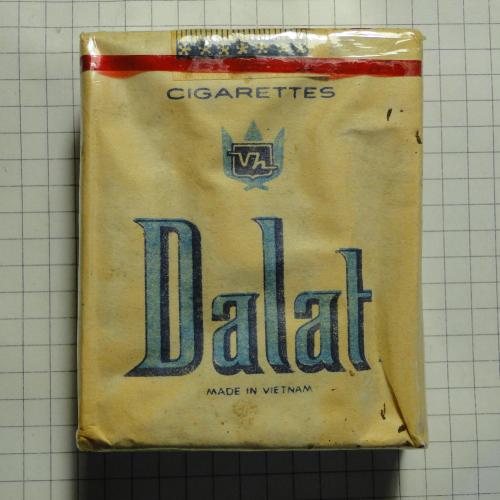 CIGARETTES
Vh
Dalat
MADE IN VIETNAM